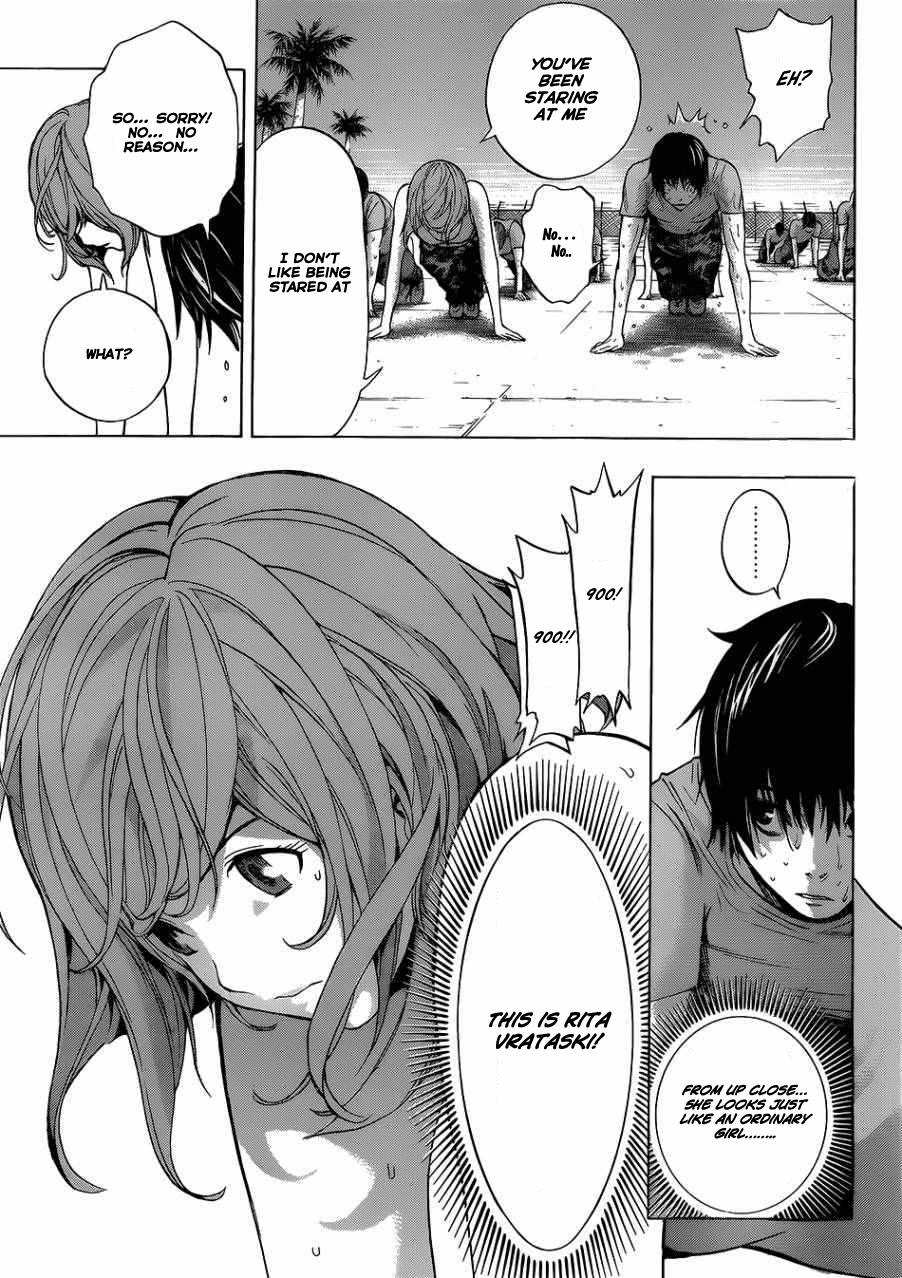 EH?
YOU'VE
BEEN
STARING
AT ME
No...
No..
I DON'T
LIKE BEING
STARED AT
SO... SORRY!
NO... NO
REASON...
WHAT?
.........
FROM UP CLOSE...
SHE LOOKS JUST
LIKE AN ORDINARY
GIRL........
900!
900!!
THIS IS RITA
VRATASKI!